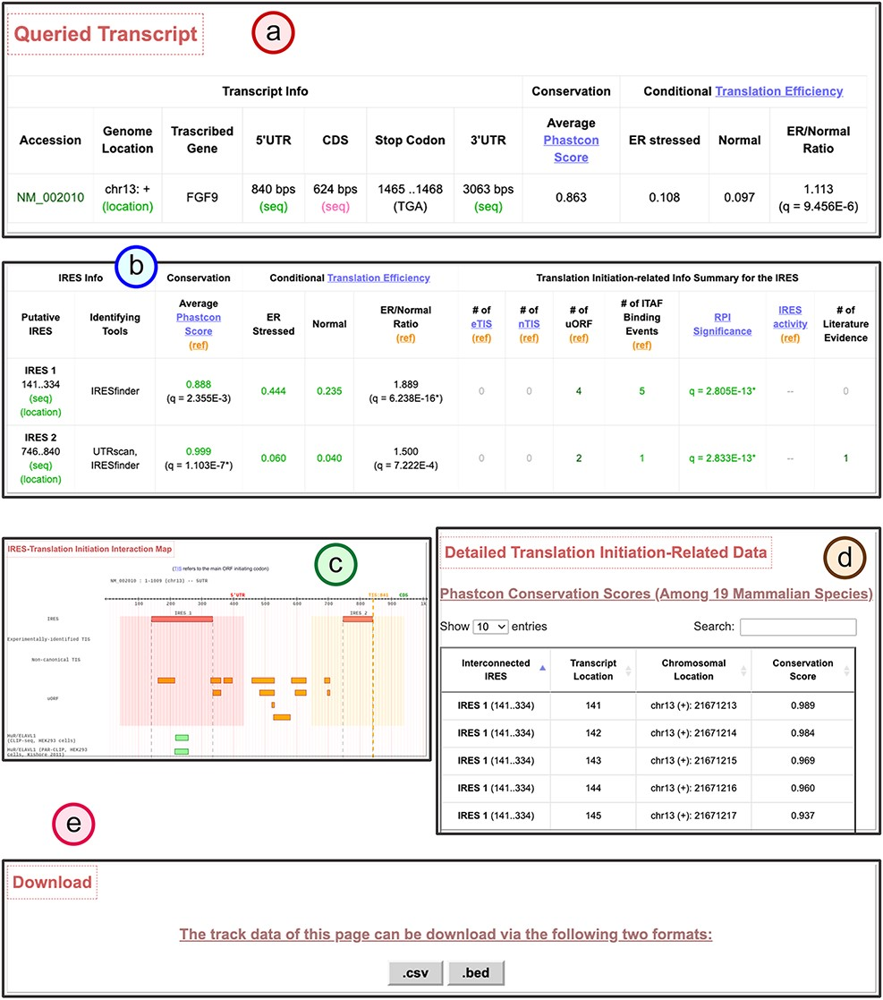 Queried Transcript
a
Transcript Info Conservation Conditional Translation Efficiency
Accession Genome Location Trascribed Gene 5'UTR CDS Stop Codon 3'UTR Average Phastcon Score ER stressed Normal ER/Normal Ratio
NM_002010 chr13: + (location) FGF9 840 bps (seq) 624 bps (seq) 1465 ..1468 (TGA) 3063 bps (seq) 0.863 0.108 0.097 1.113 (q = 9.456E-6)
b
IRES Info Conservation Conditional Translation Efficiency Translation Initiation-related Info Summary for the IRES
Putative IRES Identifying Tools Average Phastcon Score (ref) ER Stressed Normal ER/Normal Ratio (ref) # of eTIS (ref) # of nTIS (ref) # of uORF (ref) # of ITAF Binding Events (ref) RPI Significance IRES activity (ref) # of Literature Evidence
IRES 1 141..334 (seq) (location) IRESfinder 0.888 (q = 2.355E-3) 0.444 0.235 1.889 (q = 6.238E-16*) 0 0 4 5 q = 2.805E-13* -- 0
IRES 2 746..840 (seq) (location) UTRscan, IRESfinder 0.999 (q = 1.103E-7*) 0.060 0.040 1.500 (q = 7.222E-4) 0 0 2 1 q = 2.833E-13* -- 1
IRES-Translation Initiation Interaction Map
c
(TIS refers to the main ORF initiating codon)
NM_002010 : 1-1009 (chr13) -- 5UTR
5'UTR TIS:841 CDS
100 200 300 400 500 600 700 800 900 1
IRES IRES 1 IRES 2
Experimentally-identified TIS
Non-canonical TIS
uORF
HuR/ELAVL1
(CLIP-seq, HEK293 cells)
HuR/ELAVL1 (PAR-CLIP, HEK293
cells, Kishore 2011)
Detailed Translation Initiation-Related Data
d
Phastcon Conservation Scores (Among 19 Mammalian Species)
Show 10 entries Search:
Interconnected IRES Transcript Location Chromosomal Location Conservation Score
IRES 1 (141..334) 141 chr13 (+): 21671213 0.989
IRES 1 (141..334) 142 chr13 (+): 21671214 0.984
IRES 1 (141..334) 143 chr13 (+): 21671215 0.969
IRES 1 (141..334) 144 chr13 (+): 21671216 0.960
IRES 1 (141..334) 145 chr13 (+): 21671217 0.937
e
Download
The track data of this page can be download via the following two formats:
.csv .bed